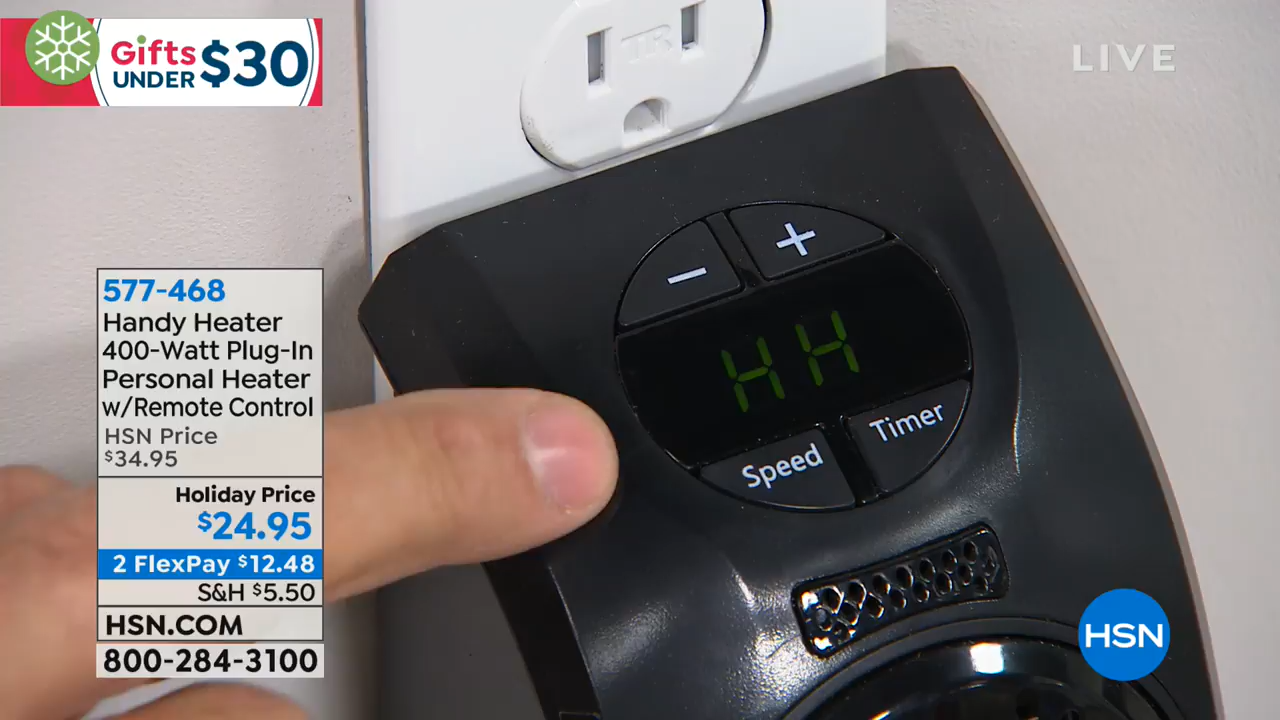 Gifts
UNDER $30
LIVE
TR
− +
HH
Speed Timer
577-468
Handy Heater
400-Watt Plug-In
Personal Heater
w/Remote Control
HSN Price
$34.95
Holiday Price
$24.95
2 FlexPay $12.48
S&H $5.50
HSN.COM
800-284-3100
HSN